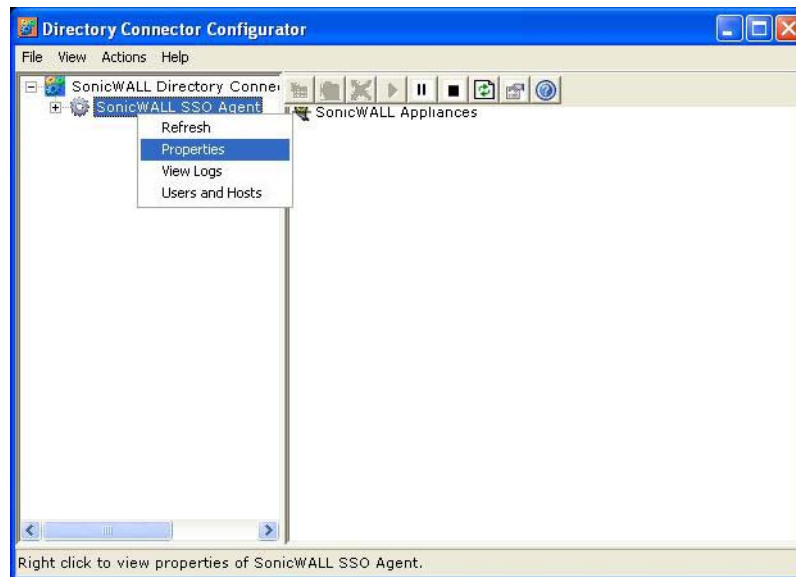 Directory Connector Configurator
File View Actions Help
SonicWALL Directory Conne
SonicWALL SSO Agent
SonicWALL Appliances
Refresh
Properties
View Logs
Users and Hosts
Right click to view properties of SonicWALL SSO Agent.